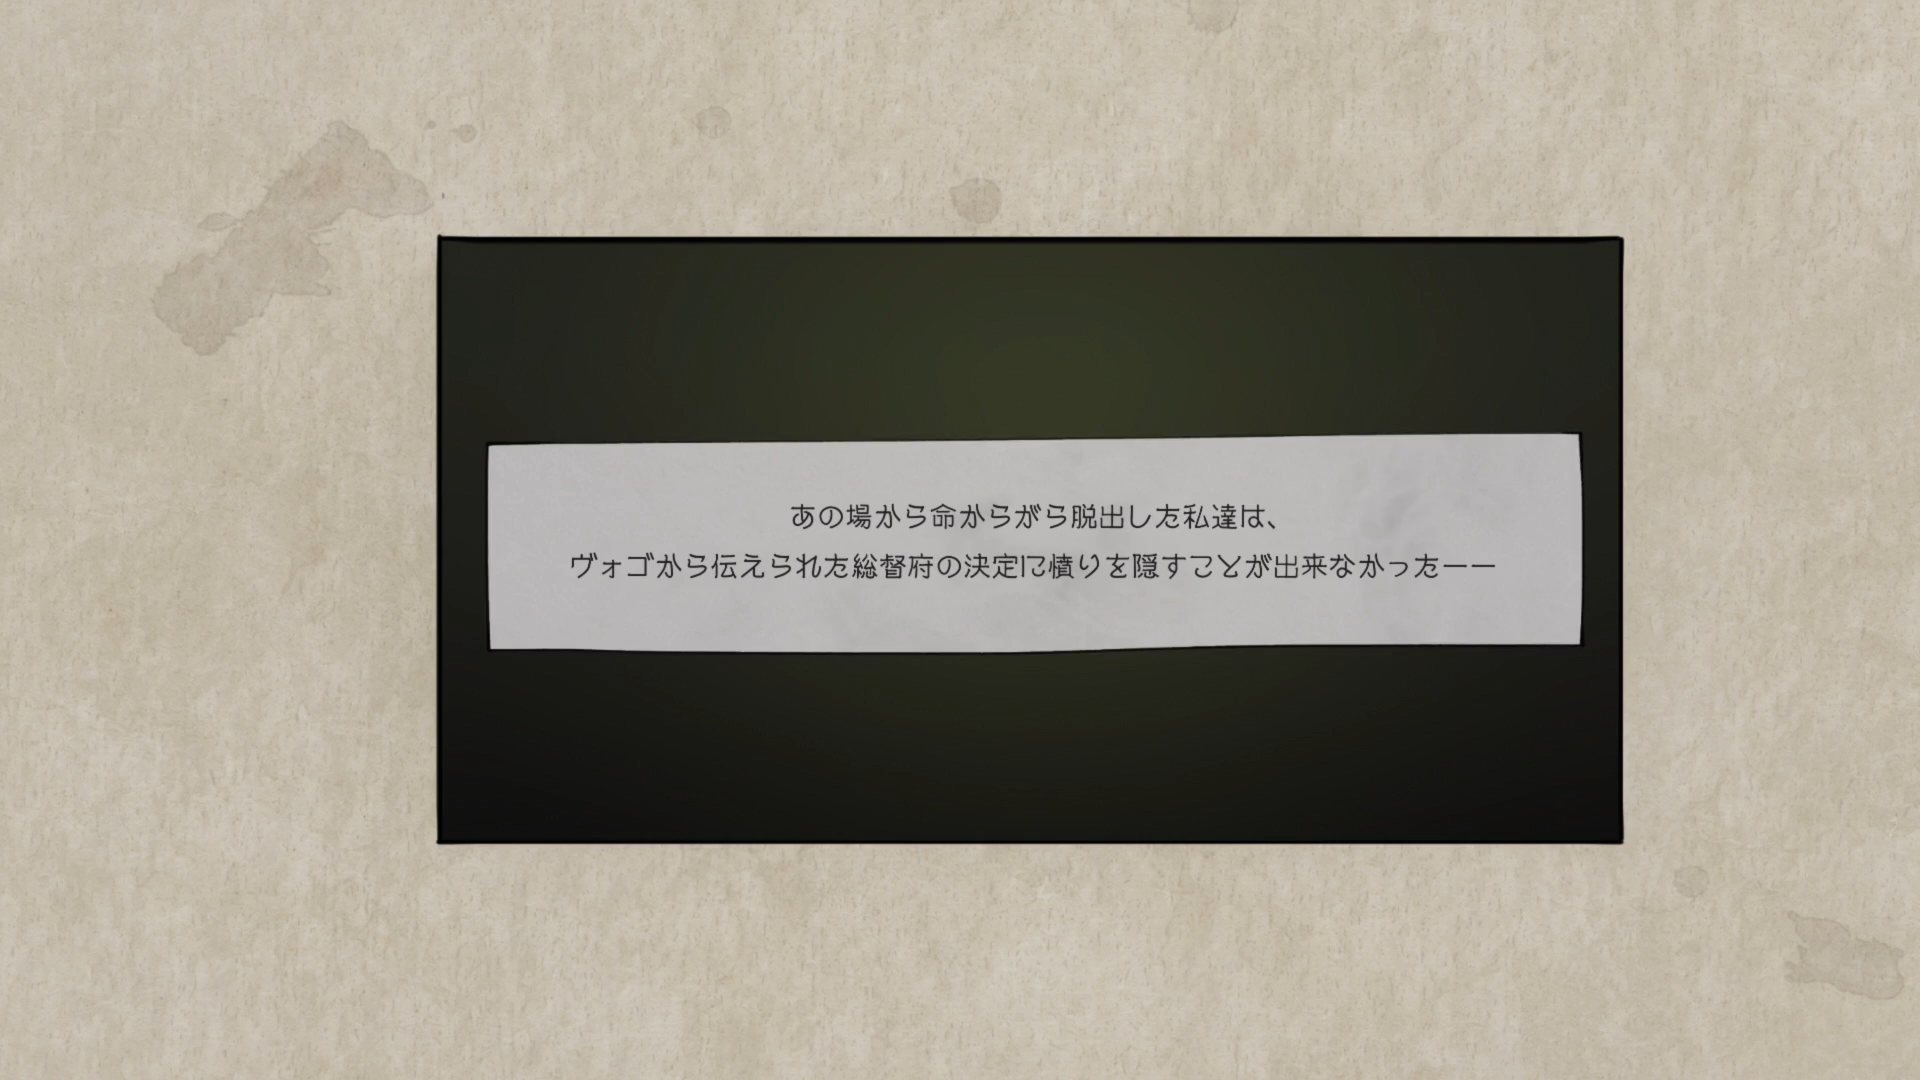 あの場から命からがら脱出した私達は、
ヴォゴから伝えられた総督府の決定に憤りを隠すことが出来なかったーー